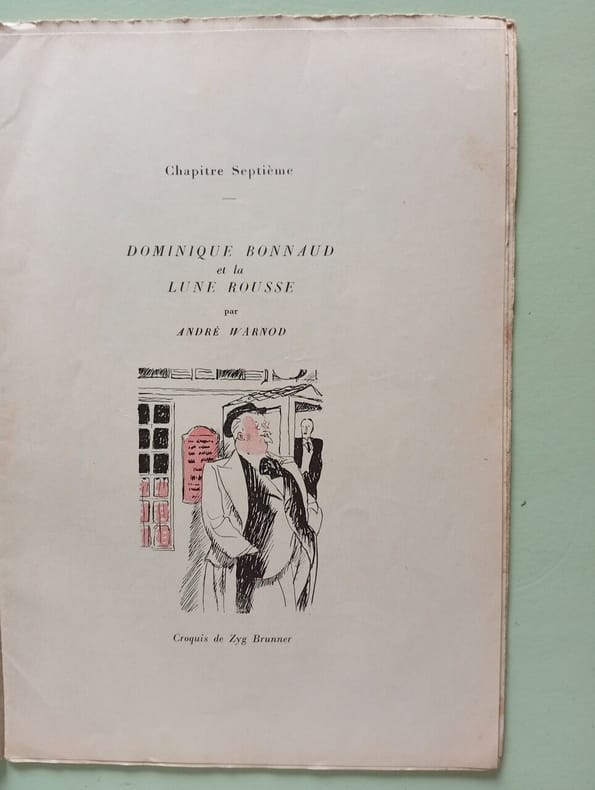 Chapitre Septième
DOMINIQUE BONNAUD
et la
LUNE ROUSSE
par
ANDRÉ WARNOD
Croquis de Zyg Brunner